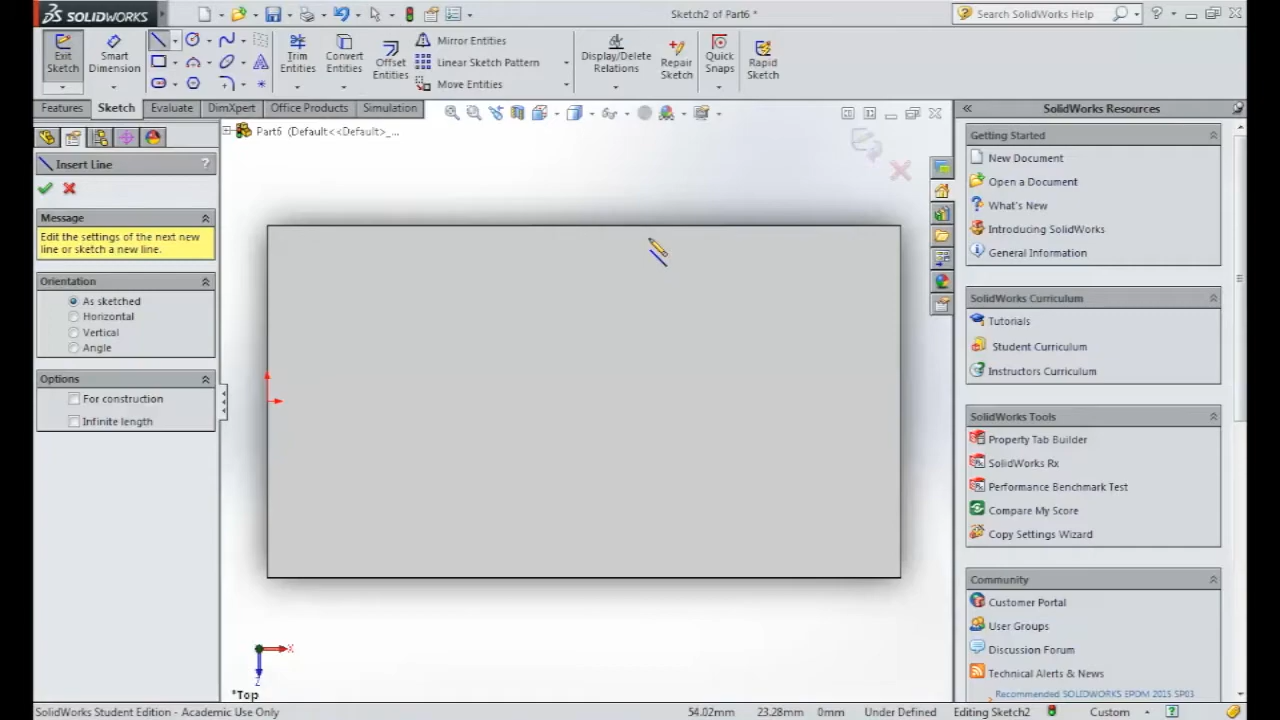 SOLIDWORKS
Sketch2 of Part6 *
Search SolidWorks Help
Exit Sketch
Smart Dimension
Trim Entities
Convert Entities
Offset Entities
Mirror Entities
Linear Sketch Pattern
Move Entities
Display/Delete Relations
Repair Sketch
Quick Snaps
Rapid Sketch
Features
Sketch
Evaluate
DimXpert
Office Products
Simulation
Part6 (Default<<Default>_...
Insert Line
?
Message
Edit the settings of the next new
line or sketch a new line.
Orientation
As sketched
Horizontal
Vertical
Angle
Options
For construction
Infinite length
X
Z
*Top
SolidWorks Resources
Getting Started
New Document
Open a Document
What's New
Introducing SolidWorks
General Information
SolidWorks Curriculum
Tutorials
Student Curriculum
Instructors Curriculum
SolidWorks Tools
Property Tab Builder
SolidWorks Rx
Performance Benchmark Test
Compare My Score
Copy Settings Wizard
Community
Customer Portal
User Groups
Discussion Forum
Technical Alerts & News
Recommended SOLIDWORKS EPDM 2015 SP03
SolidWorks Student Edition - Academic Use Only
54.02mm 23.28mm 0mm Under Defined Editing Sketch2 Custom